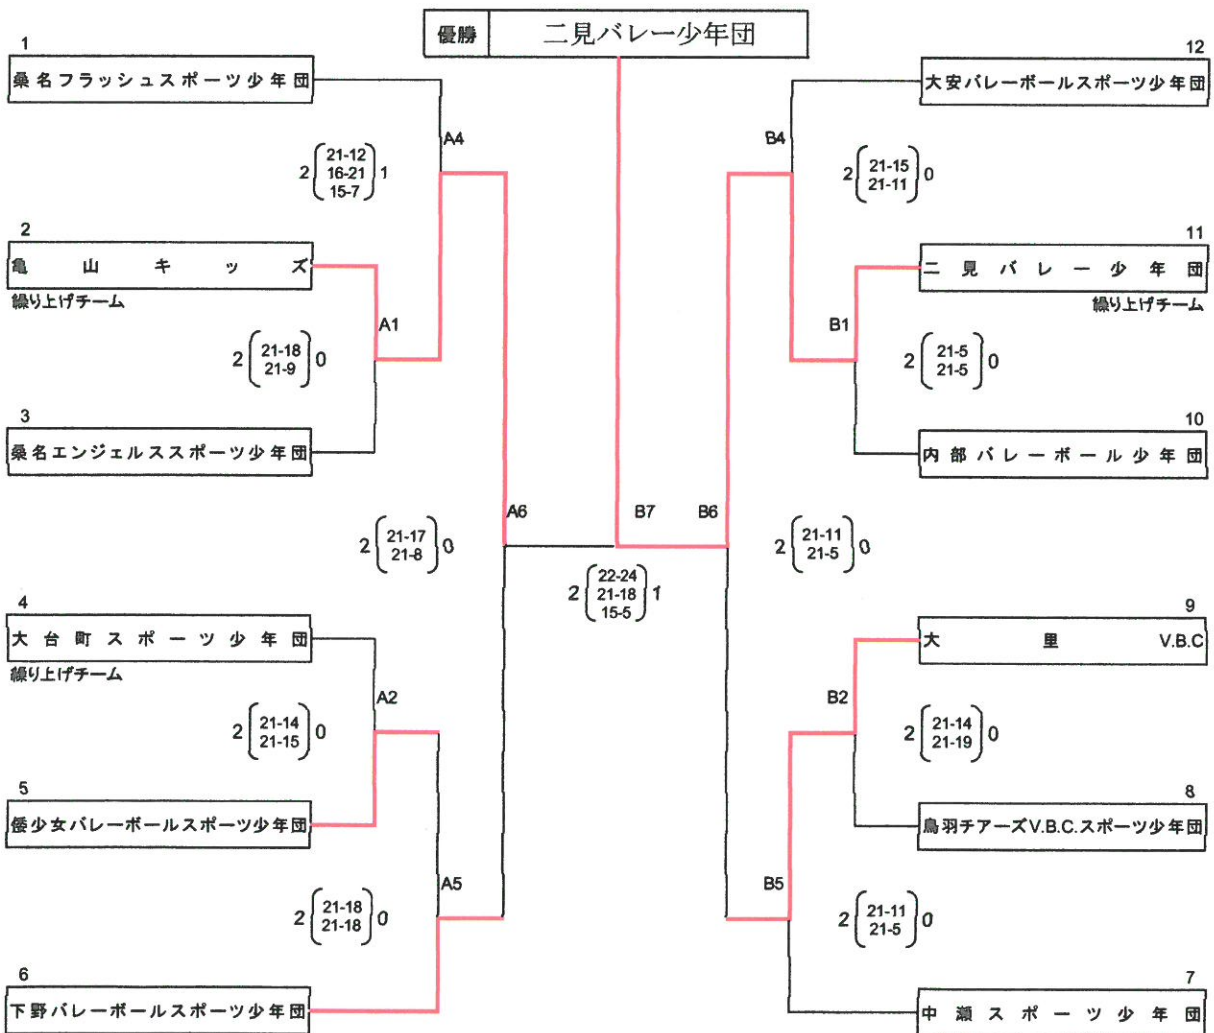 優勝 二見バレー少年団
1
桑名フラッシュスポーツ少年団
12
大安バレーボールスポーツ少年団
A4
B4
2 21-12 16-21 15-7 1
2 21-15 21-11 0
2
亀山キッズ
繰り上げチーム
11
二見バレー少年団
繰り上げチーム
A1
B1
2 21-18 21-9 0
2 21-5 21-5 0
3
桑名エンジェルススポーツ少年団
10
内部バレーボール少年団
A6
B7
B6
2 21-17 21-8 0
2 21-11 21-5 0
2 22-24 21-18 15-5 1
4
大台町スポーツ少年団
繰り上げチーム
9
大里V.B.C
A2
B2
2 21-14 21-15 0
2 21-14 21-19 0
5
倭少女バレーボールスポーツ少年団
8
鳥羽チアーズV.B.C.スポーツ少年団
A5
B5
2 21-18 21-18 0
2 21-11 21-5 0
6
下野バレーボールスポーツ少年団
7
中瀬スポーツ少年団